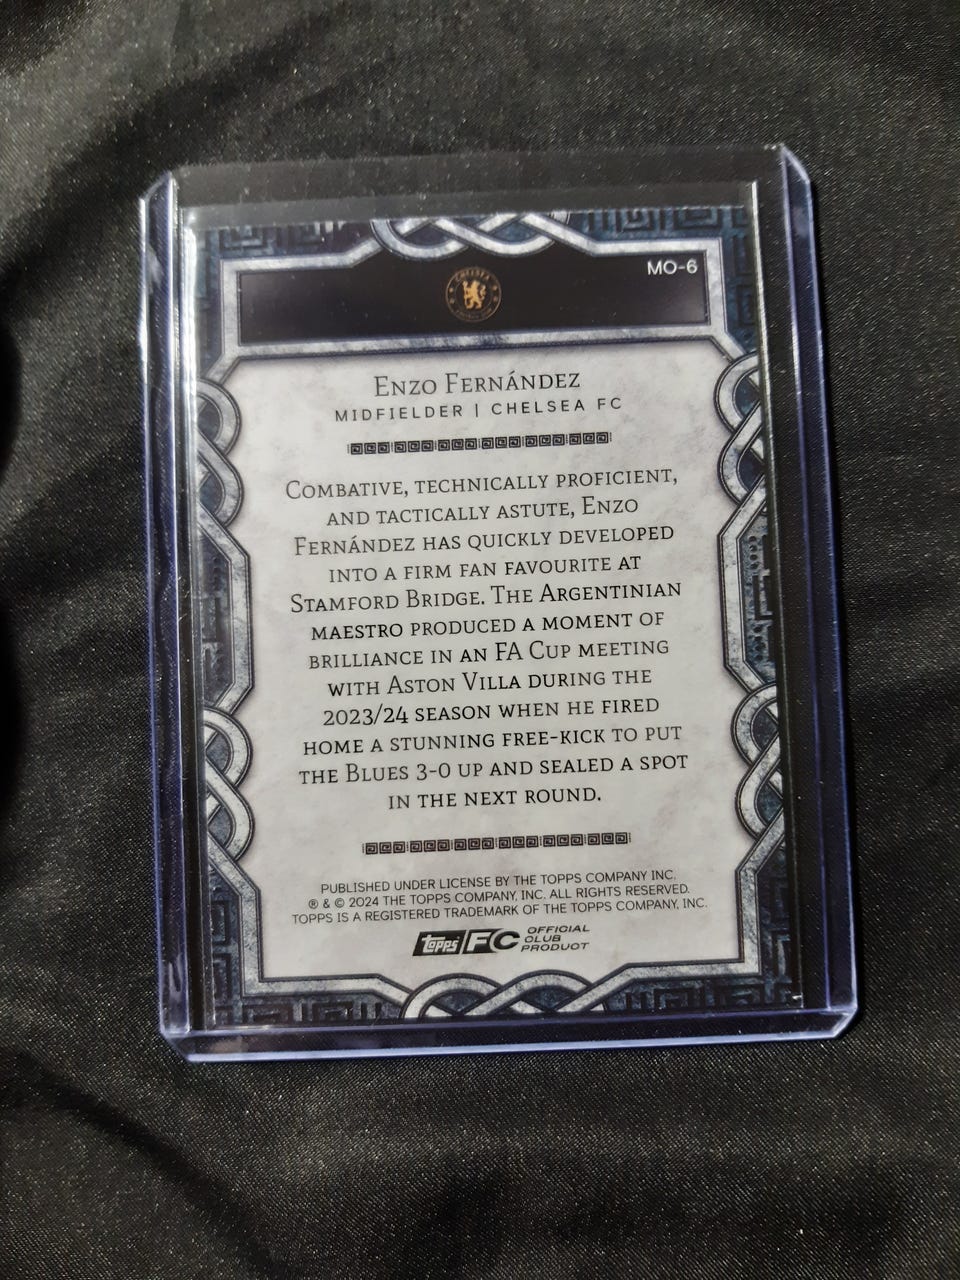 MO-6
CHELSEA
Enzo Fernández
MIDFIELDER | CHELSEA FC
Combative, technically proficient,
and tactically astute, Enzo
Fernández has quickly developed
into a firm fan favourite at
Stamford Bridge. The Argentinian
maestro produced a moment of
brilliance in an FA Cup meeting
with Aston Villa during the
2023/24 season when he fired
home a stunning free-kick to put
the Blues 3-0 up and sealed a spot
in the next round.
PUBLISHED UNDER LICENSE BY THE TOPPS COMPANY INC.
® & © 2024 THE TOPPS COMPANY, INC. ALL RIGHTS RESERVED.
TOPPS IS A REGISTERED TRADEMARK OF THE TOPPS COMPANY, INC.
Topps FC OFFICIAL
CLUB
PRODUCT